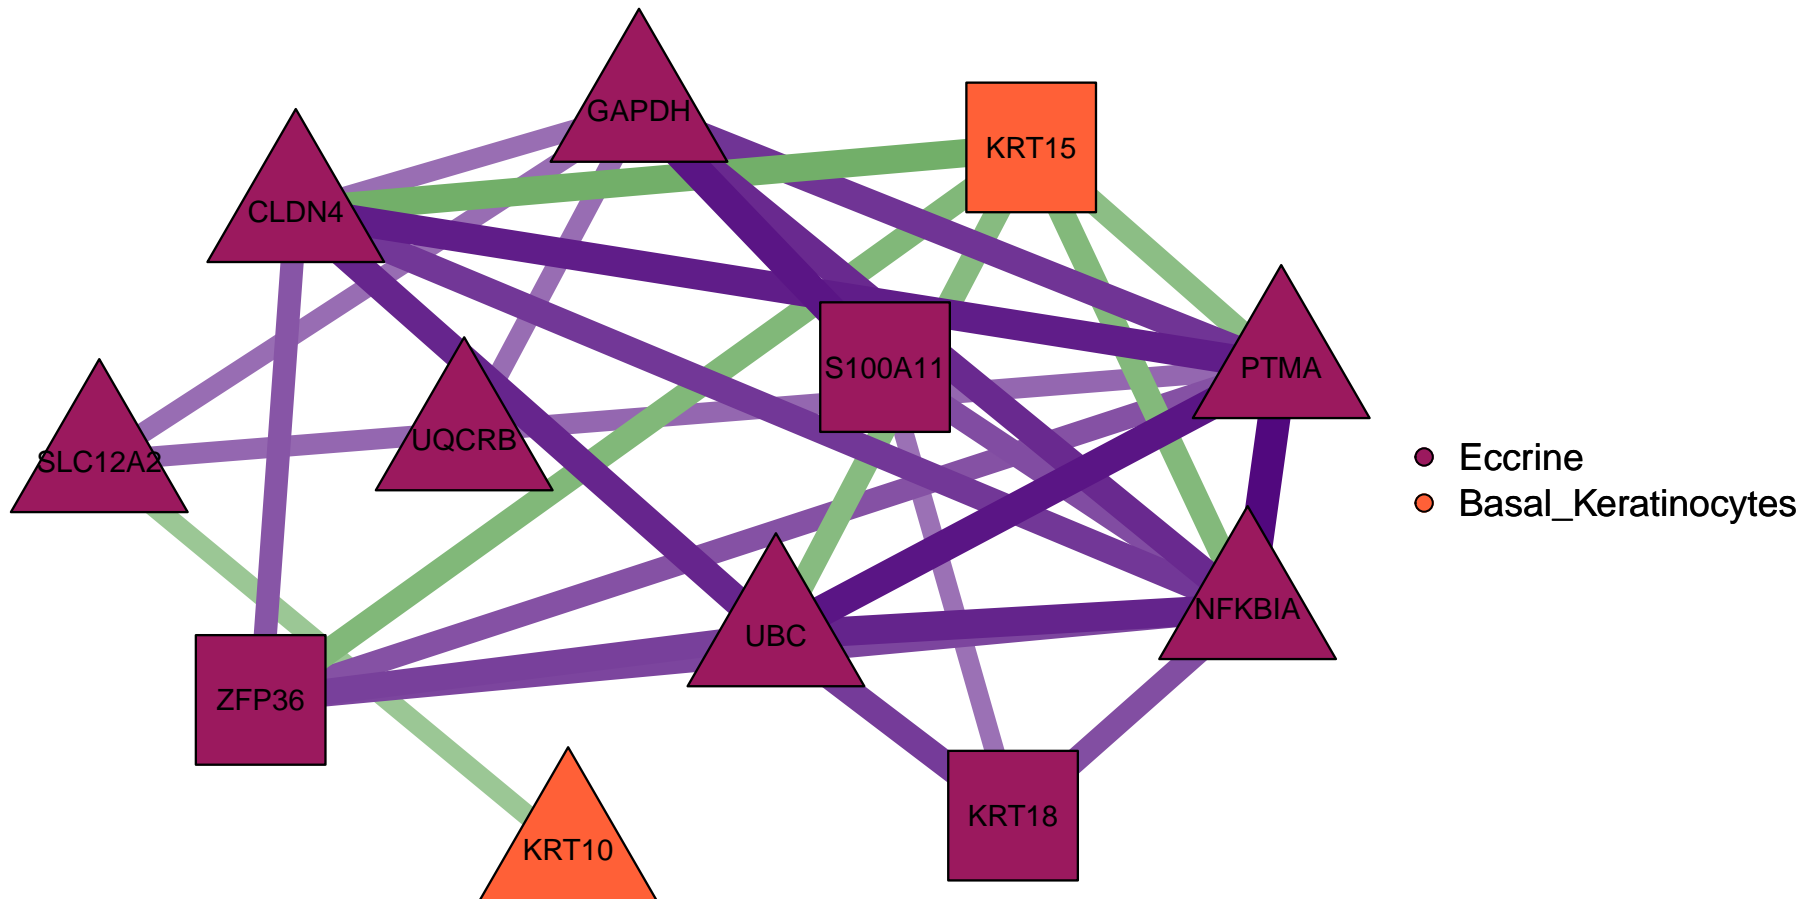 GAPDH
KRT15
CLDN4
S100A11
PTMA
UQCRB
SLC12A2
Eccrine
Basal_Keratinocytes
NFKBIA
UBC
ZFP36
KRT18
KRT10